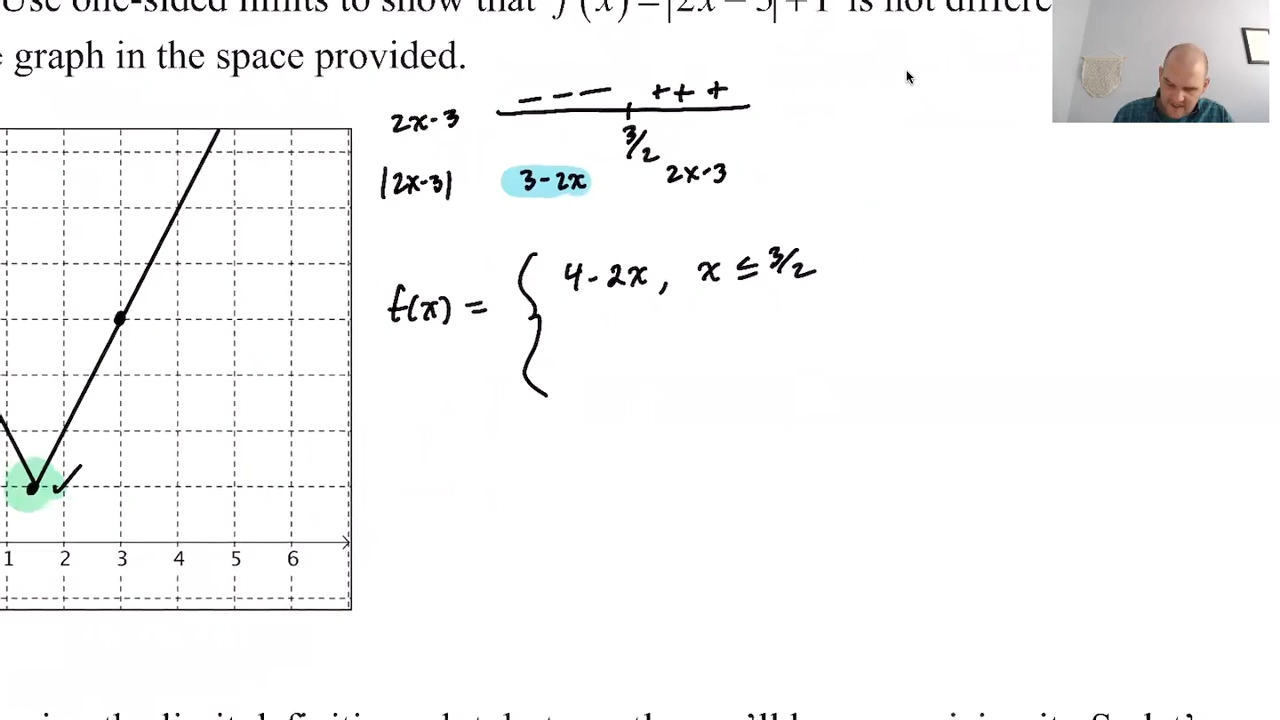 Use one-sided limits to show that f(x) = |2x − 3| + 1 is not differe
e graph in the space provided.
2x-3 – – – + + +
3/2
|2x-3| 3-2x 2x-3
f(x) = { 4-2x, x ≤ 3/2
1 2 3 4 5 6